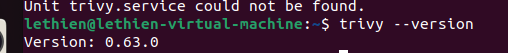 Unit trivy.service could not be found.
lethien@lethien-virtual-machine:~$ trivy --version
Version: 0.63.0